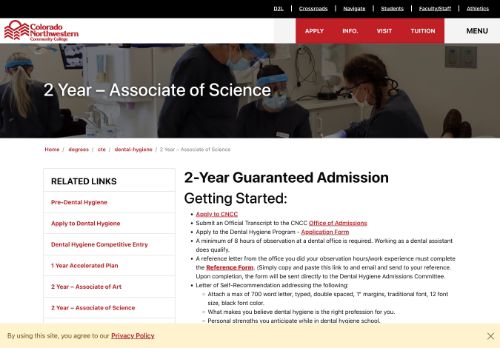 D2L | Crossroads | Navigate | Students | Faculty/Staff | Athletics
Colorado
Northwestern
Community College
APPLY INFO. VISIT TUITION MENU
2 Year – Associate of Science
Home / degrees / cte / dental-hygiene / 2 Year – Associate of Science
RELATED LINKS
Pre-Dental Hygiene
Apply to Dental Hygiene
Dental Hygiene Competitive Entry
1 Year Accelerated Plan
2 Year – Associate of Art
2 Year – Associate of Science
2-Year Guaranteed Admission
Getting Started:
• Apply to CNCC
• Submit an Official Transcript to the CNCC Office of Admissions
• Apply to the Dental Hygiene Program - Application Form
• A minimum of 8 hours of observation at a dental office is required. Working as a dental assistant
does qualify.
• A reference letter from the office you did your observation hours/work experience must complete
the Reference Form. (Simply copy and paste this link to and email and send to your reference.
Upon completion, the form will be sent directly to the Dental Hygiene Admissions Committee.
• Letter of Self-Recommendation addressing the following:
◦ Attach a max of 700 word letter, typed, double spaced, 1" margins, traditional font, 12 font
size, black font color.
◦ What makes you believe dental hygiene is the right profession for you.
◦ Personal strengths you anticipate while in dental hygiene school.
By using this site, you agree to our Privacy Policy